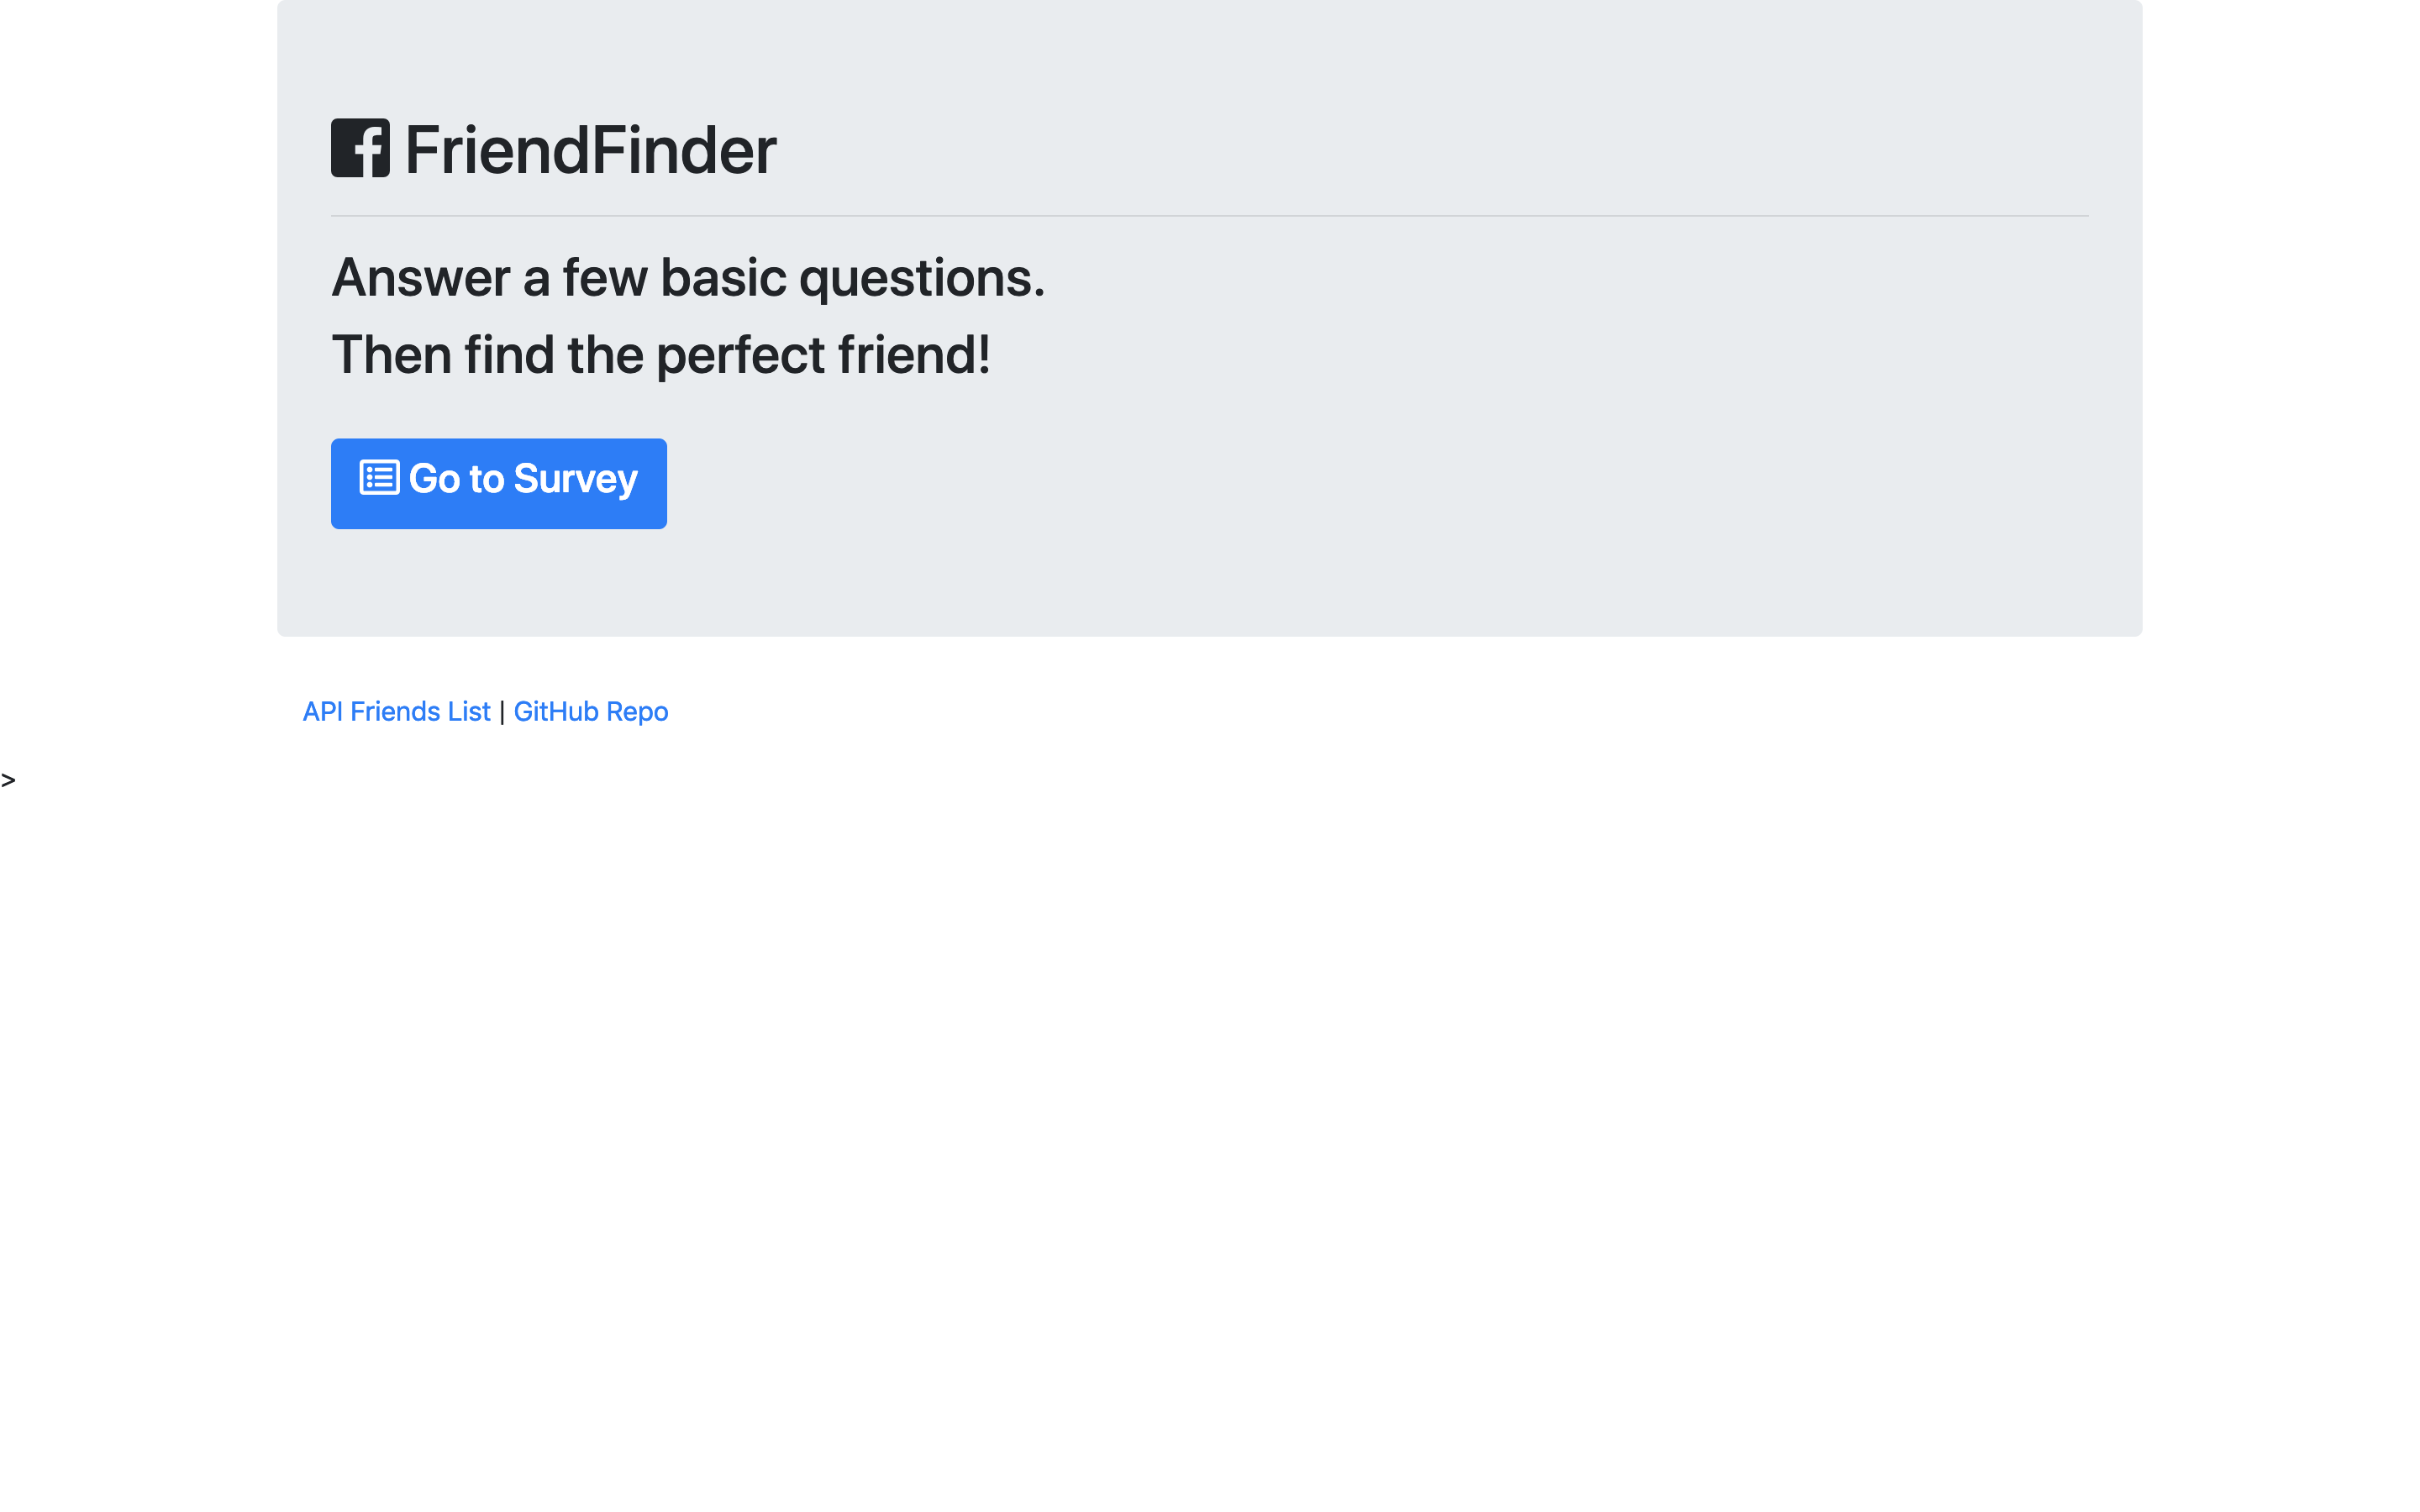 FriendFinder
Answer a few basic questions.
Then find the perfect friend!
Go to Survey
API Friends List | GitHub Repo
>